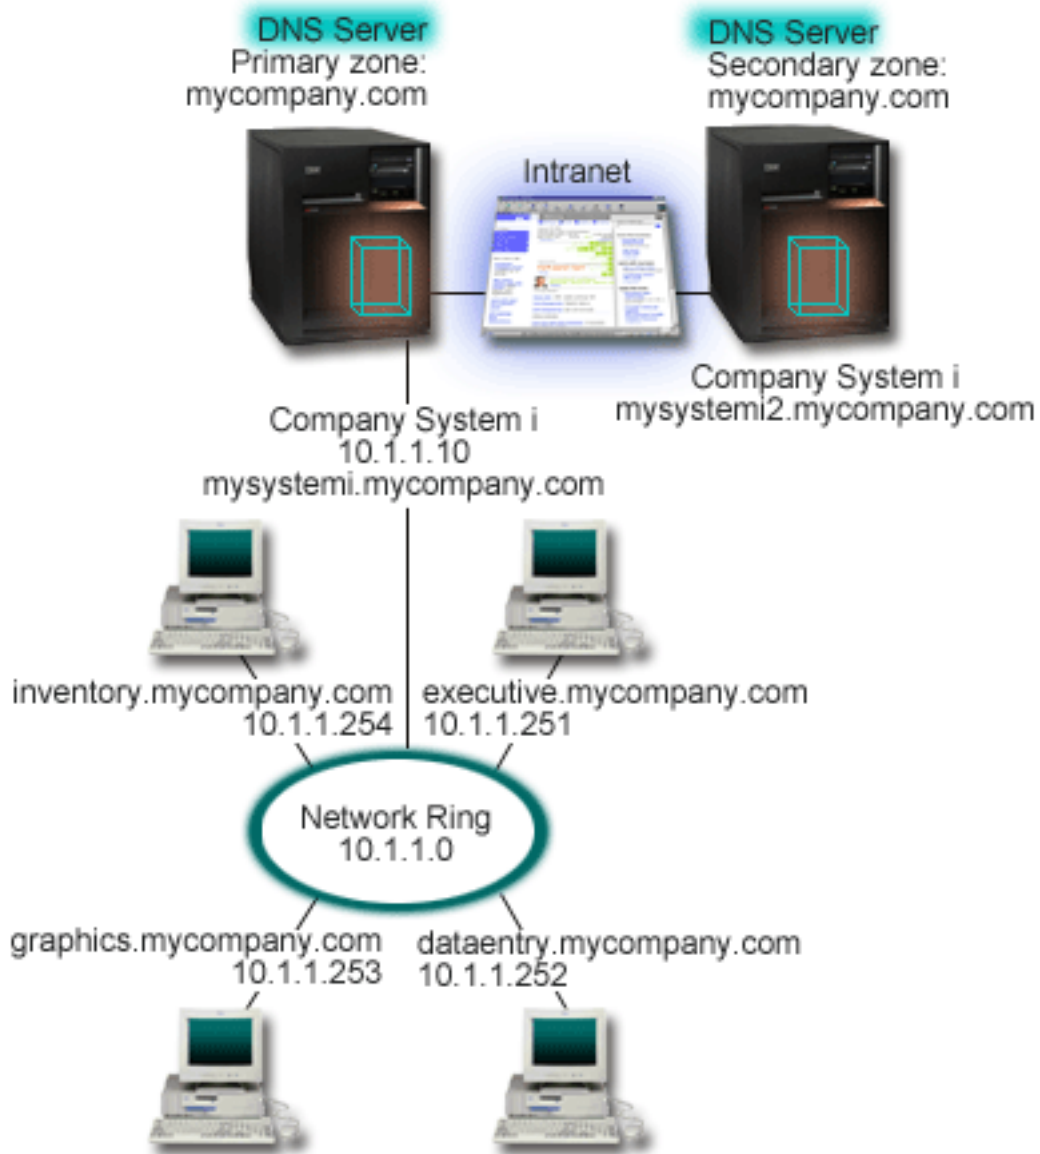 DNS Server
Primary zone:
mycompany.com
DNS Server
Secondary zone:
mycompany.com
Intranet
Company System i
mysystemi2.mycompany.com
Company System i
10.1.1.10
mysystemi.mycompany.com
inventory.mycompany.com
10.1.1.254
executive.mycompany.com
10.1.1.251
Network Ring
10.1.1.0
graphics.mycompany.com
10.1.1.253
dataentry.mycompany.com
10.1.1.252